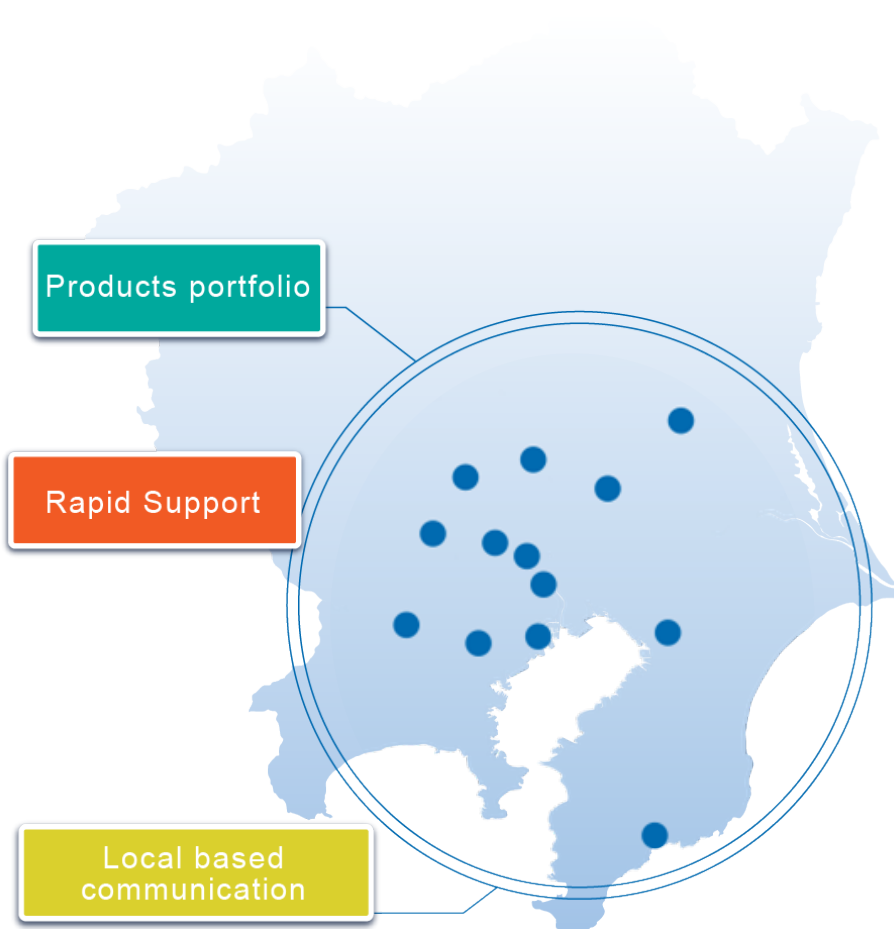 Products portfolio
Rapid Support
Local based
communication